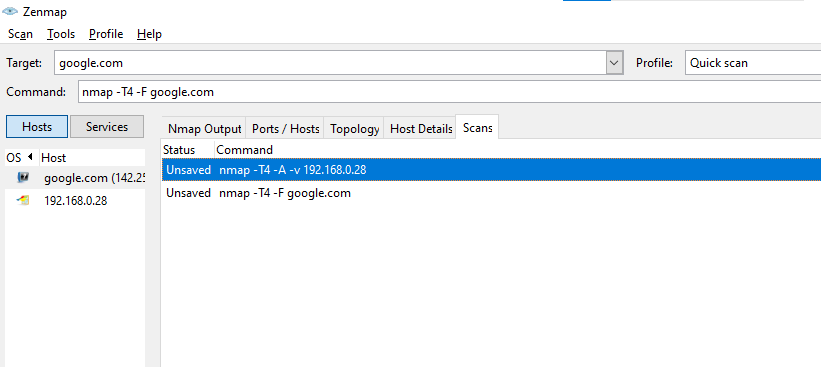 Zenmap
Scan Tools Profile Help
Target: google.com Profile: Quick scan
Command: nmap -T4 -F google.com
Hosts Services Nmap Output Ports / Hosts Topology Host Details Scans
OS Host Status Command
google.com (142.25 Unsaved nmap -T4 -A -v 192.168.0.28
192.168.0.28 Unsaved nmap -T4 -F google.com